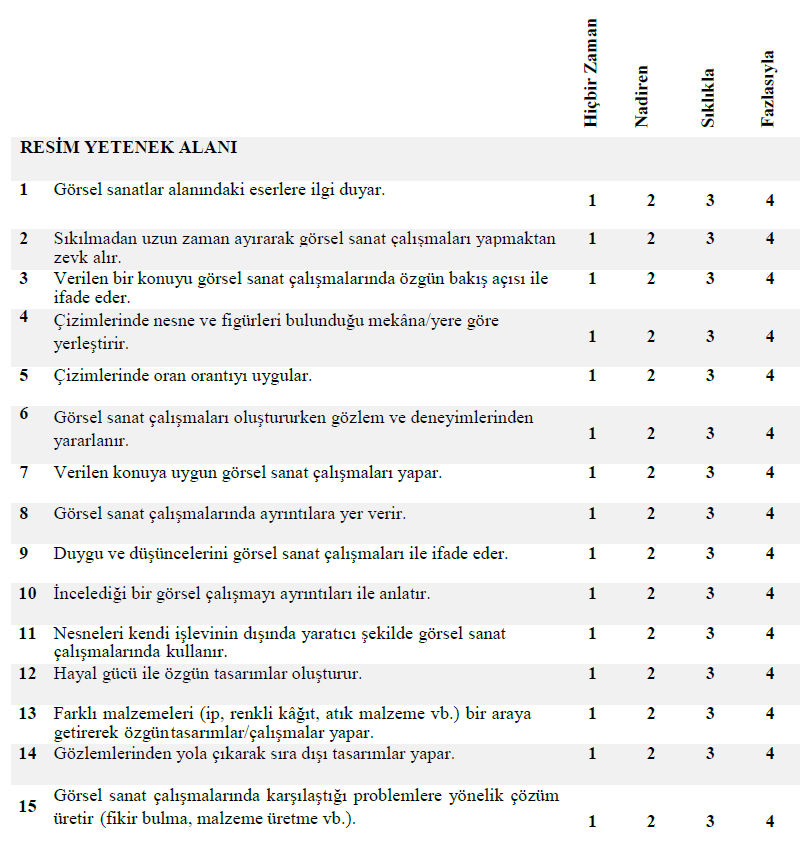 Hiçbir Zaman
Nadiren
Sıklıkla
Fazlasıyla
RESİM YETENEK ALANI
1 Görsel sanatlar alanındaki eserlere ilgi duyar.
1 2 3 4
2 Sıkılmadan uzun zaman ayırarak görsel sanat çalışmaları yapmaktan 1 2 3 4
zevk alır.
3 Verilen bir konuyu görsel sanat çalışmalarında özgün bakış açısı ile 1 2 3 4
ifade eder.
4 Çizimlerinde nesne ve figürleri bulunduğu mekâna/yere göre
yerleştirir. 1 2 3 4
5 Çizimlerinde oran orantıyı uygular. 1 2 3 4
6 Görsel sanat çalışmaları oluştururken gözlem ve deneyimlerinden
yararlanır. 1 2 3 4
7 Verilen konuya uygun görsel sanat çalışmaları yapar. 1 2 3 4
8 Görsel sanat çalışmalarında ayrıntılara yer verir. 1 2 3 4
9 Duygu ve düşüncelerini görsel sanat çalışmaları ile ifade eder. 1 2 3 4
10 İncelediği bir görsel çalışmayı ayrıntıları ile anlatır. 1 2 3 4
11 Nesneleri kendi işlevinin dışında yaratıcı şekilde görsel sanat 1 2 3 4
çalışmalarında kullanır.
12 Hayal gücü ile özgün tasarımlar oluşturur. 1 2 3 4
13 Farklı malzemeleri (ip, renkli kâğıt, atık malzeme vb.) bir araya 1 2 3 4
getirerek özgüntasarımlar/çalışmalar yapar.
14 Gözlemlerinden yola çıkarak sıra dışı tasarımlar yapar. 1 2 3 4
15 Görsel sanat çalışmalarında karşılaştığı problemlere yönelik çözüm
üretir (fikir bulma, malzeme üretme vb.). 1 2 3 4